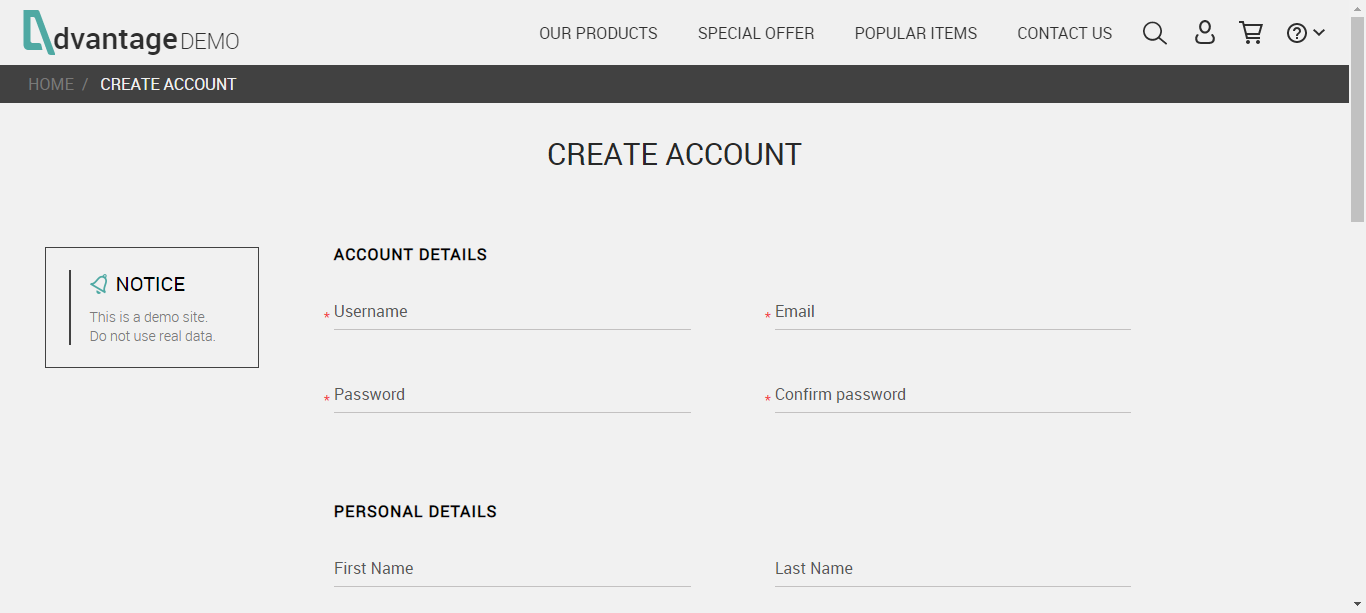 dvantage DEMO
OUR PRODUCTS SPECIAL OFFER POPULAR ITEMS CONTACT US
HOME / CREATE ACCOUNT
CREATE ACCOUNT
NOTICE
This is a demo site.
Do not use real data.
ACCOUNT DETAILS
* Username
* Email
* Password
* Confirm password
PERSONAL DETAILS
First Name
Last Name